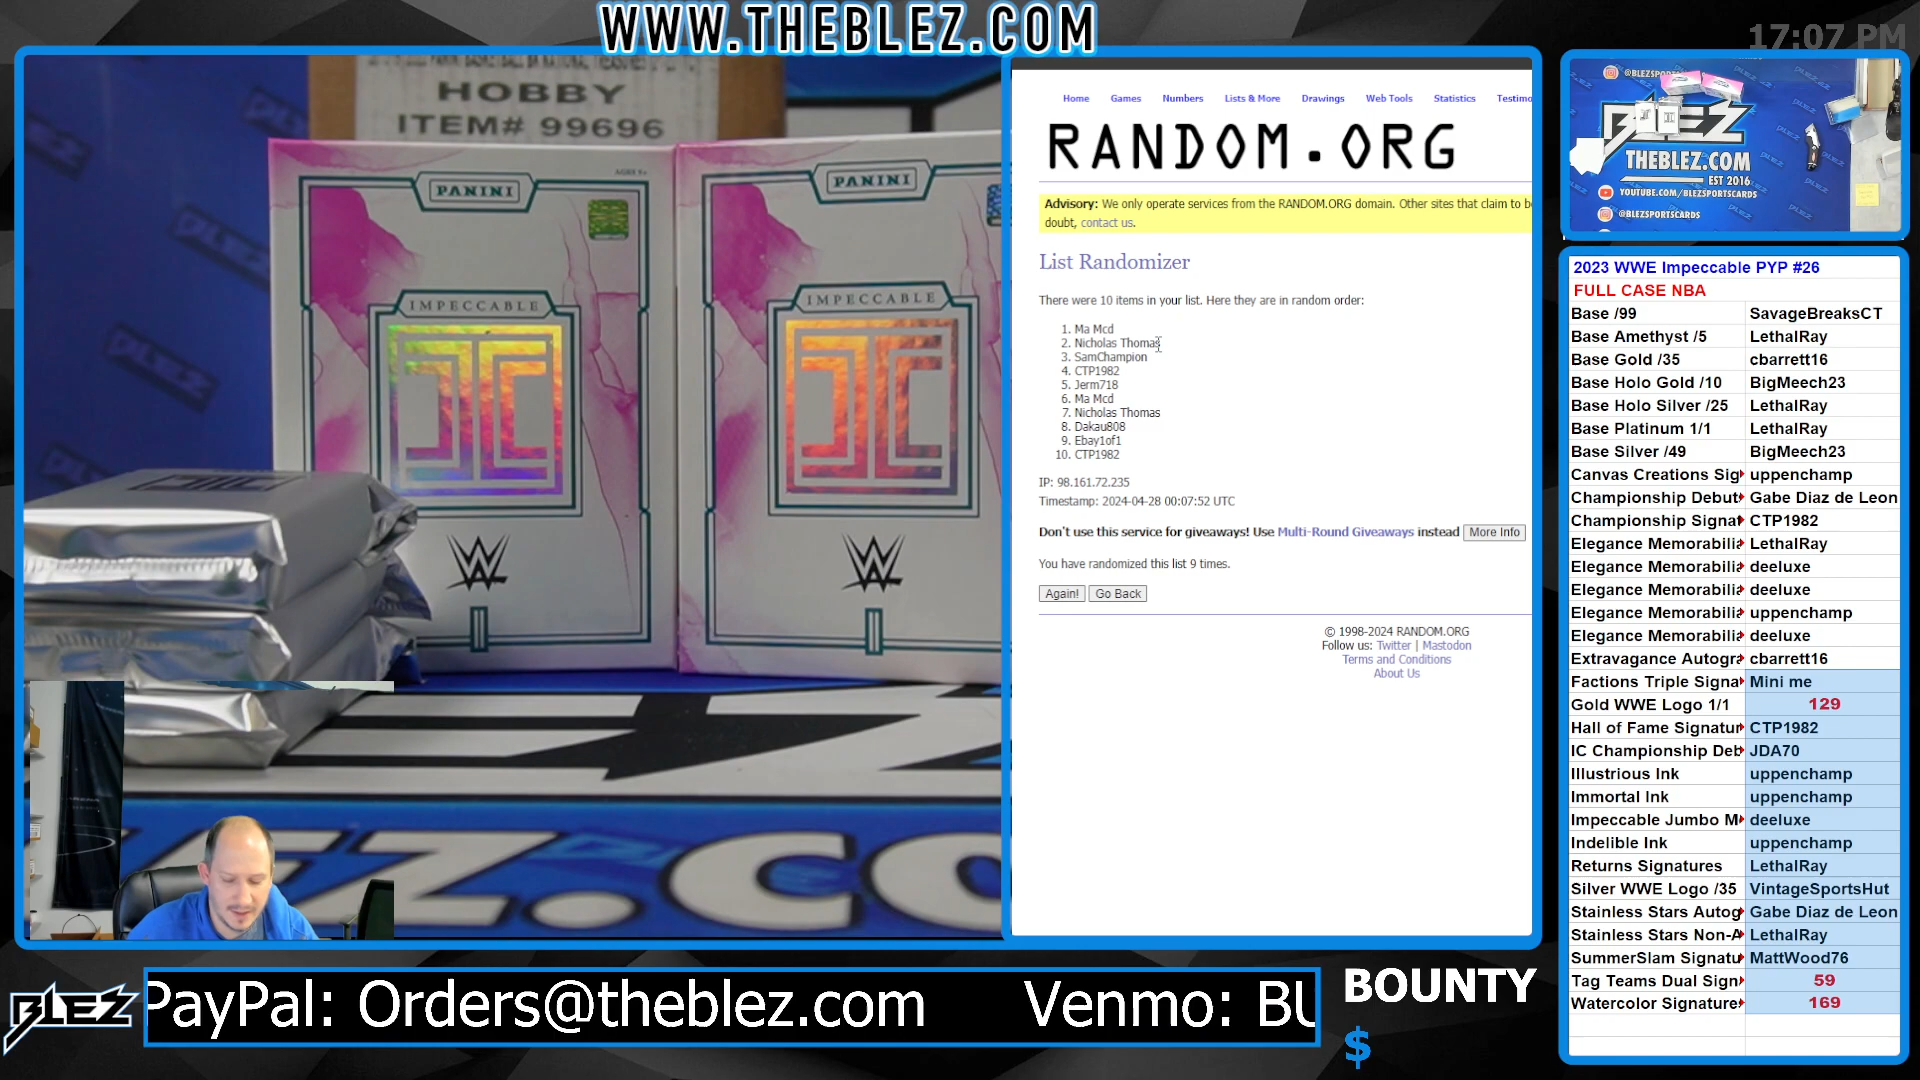 WWW.THEBLEZ.COM
17:07 PM
HOBBY
ITEM# 99696
PANINI
IMPECCABLE
PANINI
IMPECCABLE
Home Games Numbers Lists & More Drawings Web Tools Statistics Testimo
RANDOM.ORG
Advisory: We only operate services from the RANDOM.ORG domain. Other sites that claim to be
doubt, contact us.
List Randomizer
There were 10 items in your list. Here they are in random order:
1. Ma Mcd
2. Nicholas Thomas
3. SamChampion
4. CTP1982
5. Jerm718
6. Ma Mcd
7. Nicholas Thomas
8. Dakau808
9. Ebay1of1
10. CTP1982
IP: 98.161.72.235
Timestamp: 2024-04-28 00:07:52 UTC
Don't use this service for giveaways! Use Multi-Round Giveaways instead More Info
You have randomized this list 9 times.
Again! Go Back
© 1998-2024 RANDOM.ORG
Follow us: Twitter | Mastodon
Terms and Conditions
About Us
BLEZ
THEBLEZ.COM
EST 2016
YOUTUBE.COM/BLEZSPORTSCARDS
@BLEZSPORTSCARDS
2023 WWE Impeccable PYP #26
FULL CASE NBA
Base /99 SavageBreaksCT
Base Amethyst /5 LethalRay
Base Gold /35 cbarrett16
Base Holo Gold /10 BigMeech23
Base Holo Silver /25 LethalRay
Base Platinum 1/1 LethalRay
Base Silver /49 BigMeech23
Canvas Creations Sig uppenchamp
Championship Debut Gabe Diaz de Leon
Championship Signat CTP1982
Elegance Memorabilia LethalRay
Elegance Memorabilia deeluxe
Elegance Memorabilia deeluxe
Elegance Memorabilia uppenchamp
Elegance Memorabilia deeluxe
Extravagance Autogra cbarrett16
Factions Triple Signa Mini me
Gold WWE Logo 1/1 129
Hall of Fame Signatur CTP1982
IC Championship Deb JDA70
Illustrious Ink uppenchamp
Immortal Ink uppenchamp
Impeccable Jumbo M deeluxe
Indelible Ink uppenchamp
Returns Signatures LethalRay
Silver WWE Logo /35 VintageSportsHut
Stainless Stars Autog Gabe Diaz de Leon
Stainless Stars Non-A LethalRay
SummerSlam Signatu MattWood76
Tag Teams Dual Sign 59
Watercolor Signature 169
BLEZ
PayPal: Orders@theblez.com Venmo: BL
BOUNTY
$